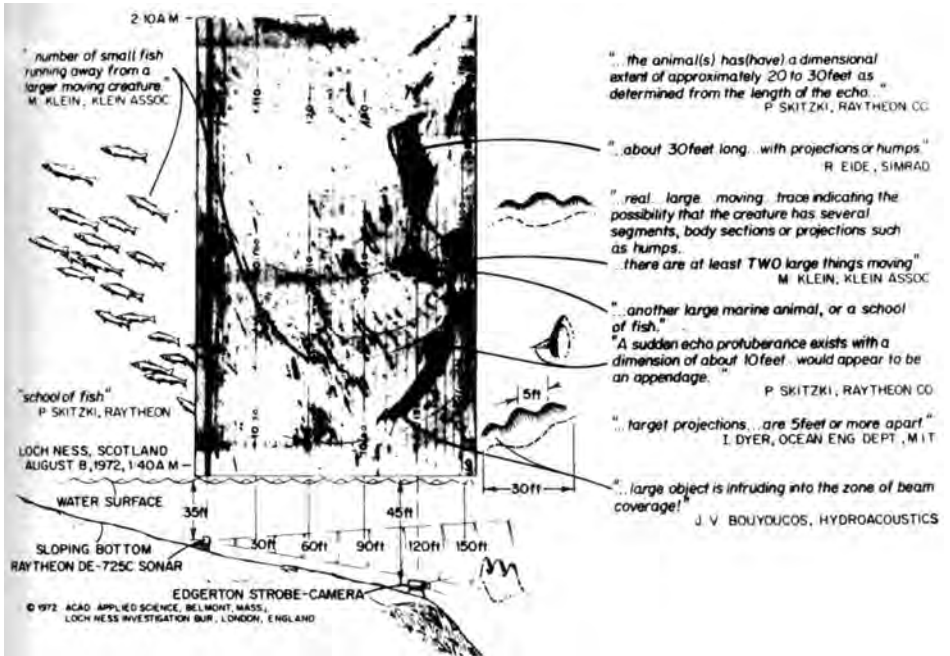 2:10 A M -
"number of small fish
running away from a
larger moving creature."
M. KLEIN, KLEIN ASSOC
"school of fish"
P SKITZKI, RAYTHEON
LOCH NESS, SCOTLAND
AUGUST 8, 1972, 1:40 A M -
WATER SURFACE
SLOPING BOTTOM
RAYTHEON DE-725C SONAR
35ft
30ft
60ft
45ft
90ft
120ft
150ft
EDGERTON STROBE-CAMERA
© 1972 ACAD APPLIED SCIENCE, BELMONT, MASS.;
LOCH NESS INVESTIGATION BUR., LONDON, ENGLAND
"...the animal(s) has(have) a dimensional
extent of approximately 20 to 30feet as
determined from the length of the echo..."
P SKITZKI, RAYTHEON CO
"...about 30feet long...with projections or humps."
R EIDE, SIMRAD
"...real large moving trace indicating the
possibility that the creature has several
segments, body sections or projections such
as humps.
...there are at least TWO large things moving"
M. KLEIN, KLEIN ASSOC
"...another large marine animal, or a school
of fish."
"A sudden echo protuberance exists with a
dimension of about 10feet...would appear to be
an appendage."
P SKITZKI, RAYTHEON CO
5ft
"...target projections...are 5feet or more apart"
I. DYER, OCEAN ENG DEPT, M I T
30ft
"...large object is intruding into the zone of beam
coverage!"
J. V. BOUYOUCOS, HYDROACOUSTICS